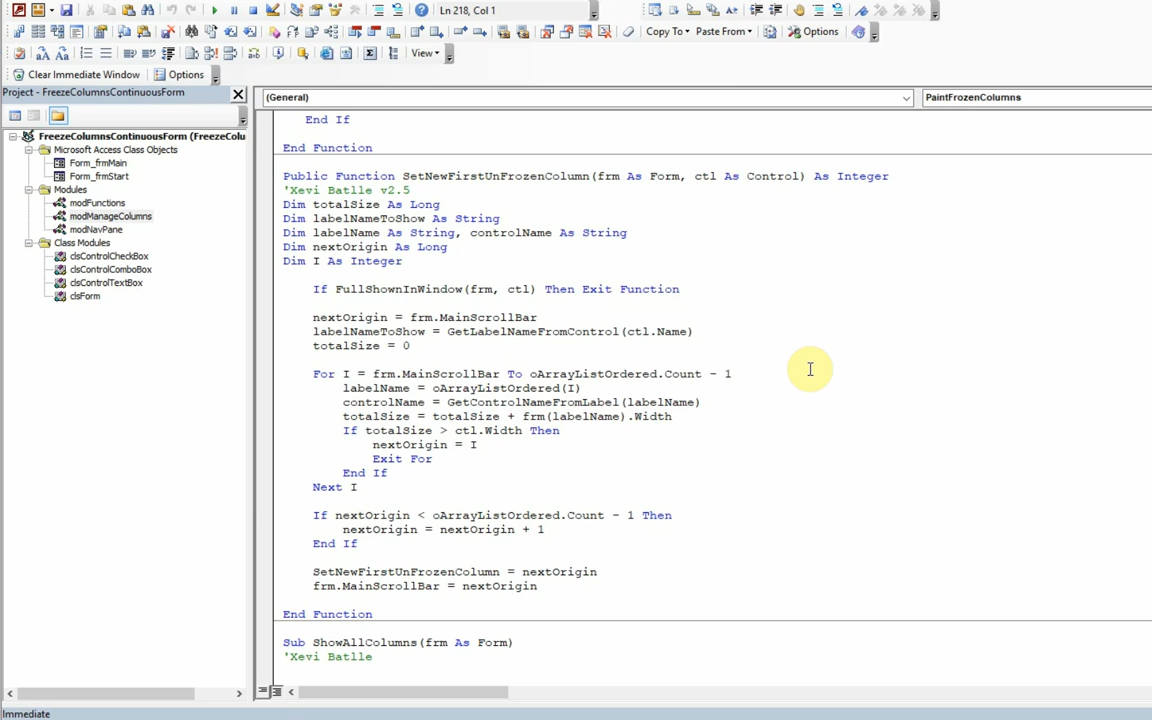 Ln 218, Col 1
Copy To
Paste From
Options
View
Clear Immediate Window
Options
Project - FreezeColumnsContinuousForm
FreezeColumnsContinuousForm (FreezeColu
Microsoft Access Class Objects
Form_frmMain
Form_frmStart
Modules
modFunctions
modManageColumns
modNavPane
Class Modules
clsControlCheckBox
clsControlComboBox
clsControlTextBox
clsForm
(General)
PaintFrozenColumns
End If
End Function
Public Function SetNewFirstUnFrozenColumn(frm As Form, ctl As Control) As Integer
'Xevi Batlle v2.5
Dim totalSize As Long
Dim labelNameToShow As String
Dim labelName As String, controlName As String
Dim nextOrigin As Long
Dim I As Integer
If FullShownInWindow(frm, ctl) Then Exit Function
nextOrigin = frm.MainScrollBar
labelNameToShow = GetLabelNameFromControl(ctl.Name)
totalSize = 0
For I = frm.MainScrollBar To oArrayListOrdered.Count - 1
labelName = oArrayListOrdered(I)
controlName = GetControlNameFromLabel(labelName)
totalSize = totalSize + frm(labelName).Width
If totalSize > ctl.Width Then
nextOrigin = I
Exit For
End If
Next I
If nextOrigin < oArrayListOrdered.Count - 1 Then
nextOrigin = nextOrigin + 1
End If
SetNewFirstUnFrozenColumn = nextOrigin
frm.MainScrollBar = nextOrigin
End Function
Sub ShowAllColumns(frm As Form)
'Xevi Batlle
Immediate